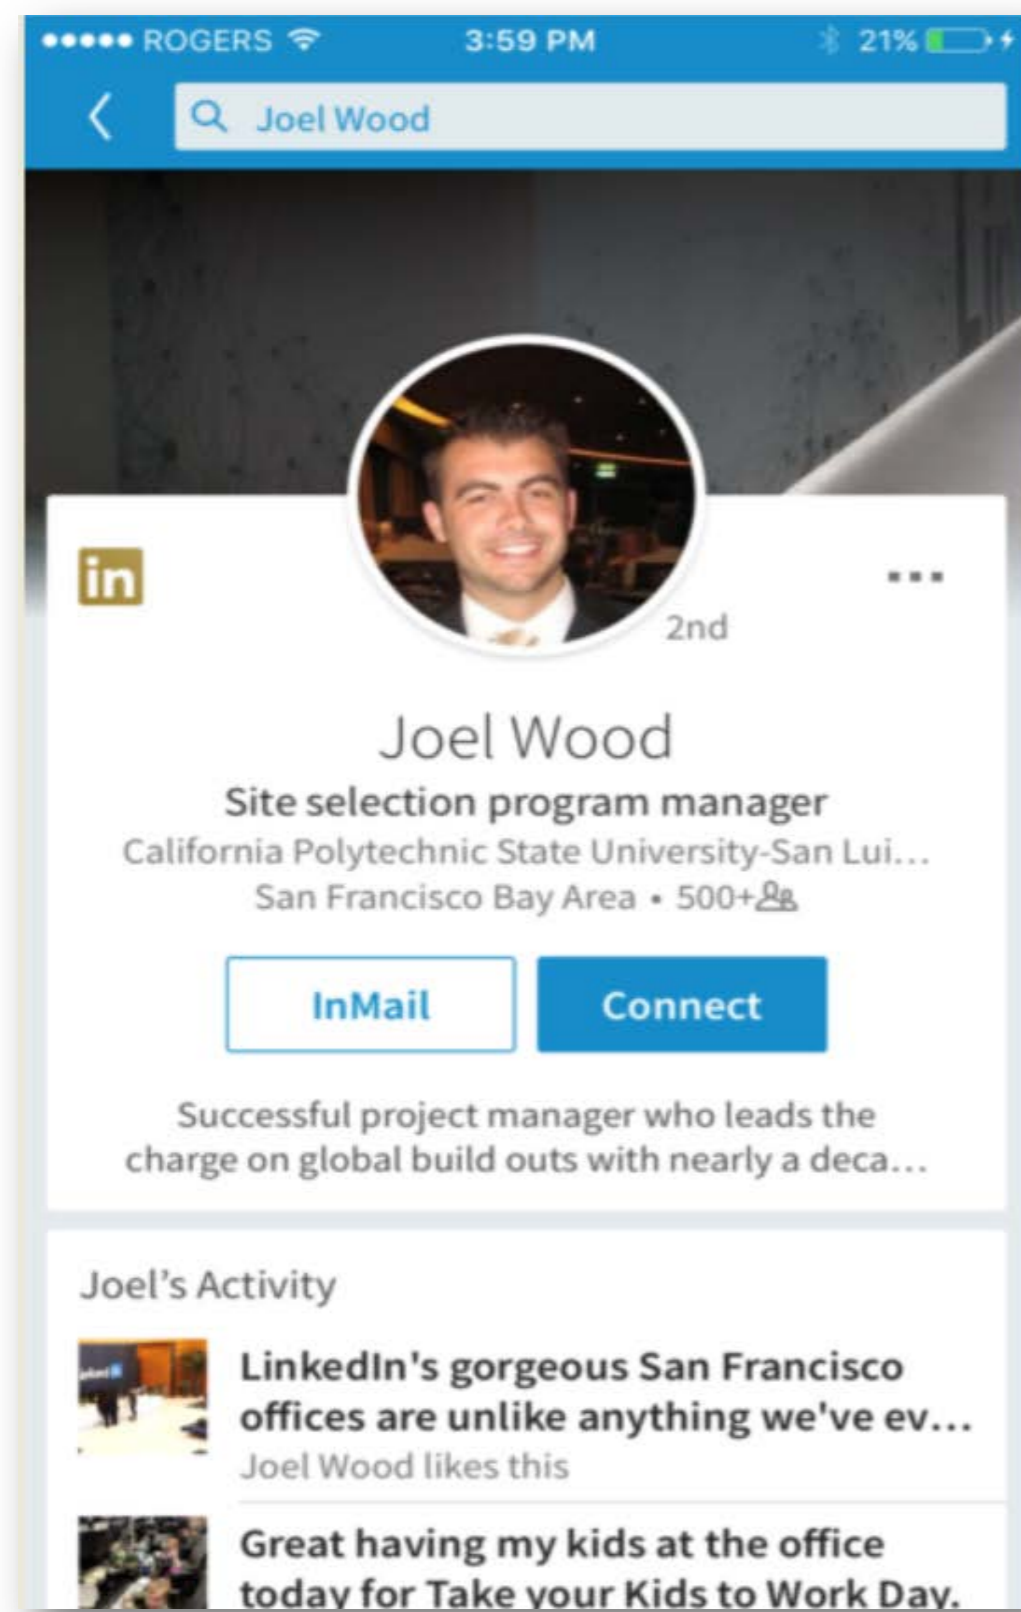 ROGERS 3:59 PM 21%
Joel Wood
in
2nd
Joel Wood
Site selection program manager
California Polytechnic State University-San Lui...
San Francisco Bay Area • 500+
InMail Connect
Successful project manager who leads the
charge on global build outs with nearly a deca...
Joel's Activity
LinkedIn's gorgeous San Francisco
offices are unlike anything we've ev...
Joel Wood likes this
Great having my kids at the office
today for Take your Kids to Work Day.